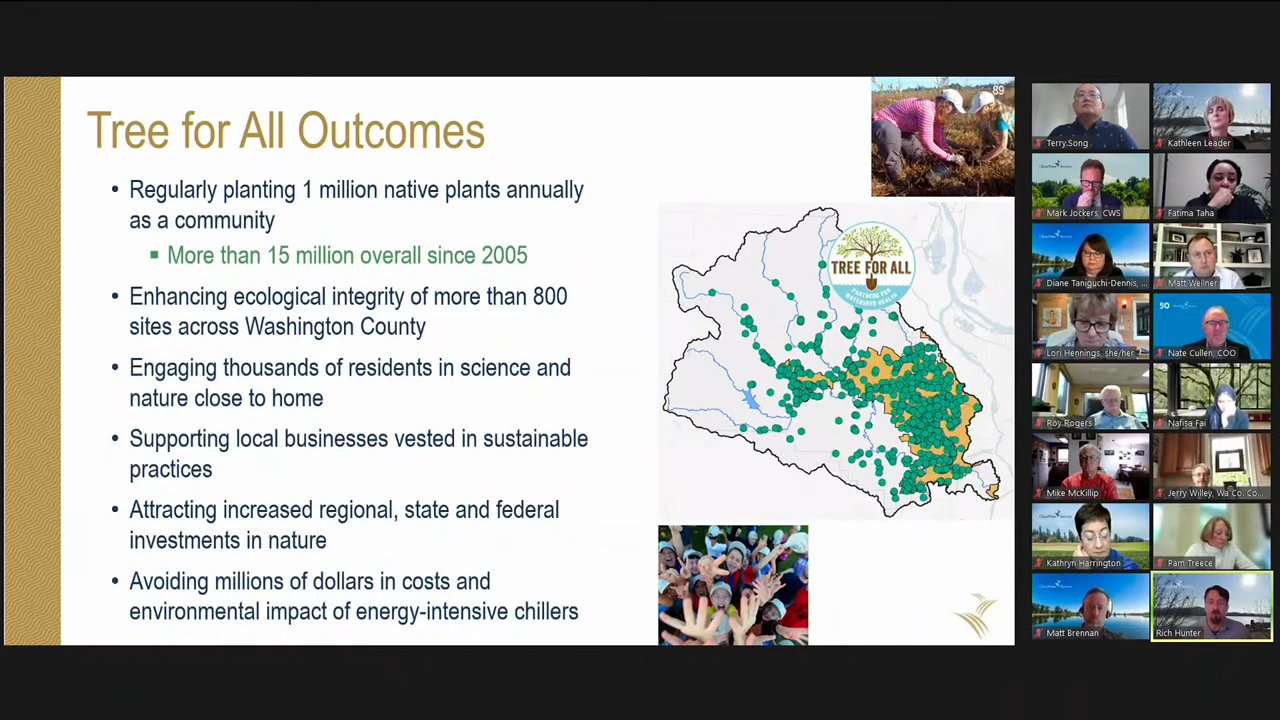 89
Tree for All Outcomes
• Regularly planting 1 million native plants annually
as a community
▪ More than 15 million overall since 2005
• Enhancing ecological integrity of more than 800
sites across Washington County
• Engaging thousands of residents in science and
nature close to home
• Supporting local businesses vested in sustainable
practices
• Attracting increased regional, state and federal
investments in nature
• Avoiding millions of dollars in costs and
environmental impact of energy-intensive chillers
TREE FOR ALL
PARTNERS FOR
WATERSHED HEALTH
Terry.Song
Kathleen Leader
Mark Jockers, CWS
Fatima Taha
Diane Taniguchi-Dennis, ...
Matt Wellner
Lori Hennings, she/her
50
Nate Cullen, COO
Roy Rogers
Nafisa Fai
Mike McKillip
Jerry Willey, Wa Co. Co...
Kathryn Harrington
Pam Treece
Matt Brennan
Rich Hunter